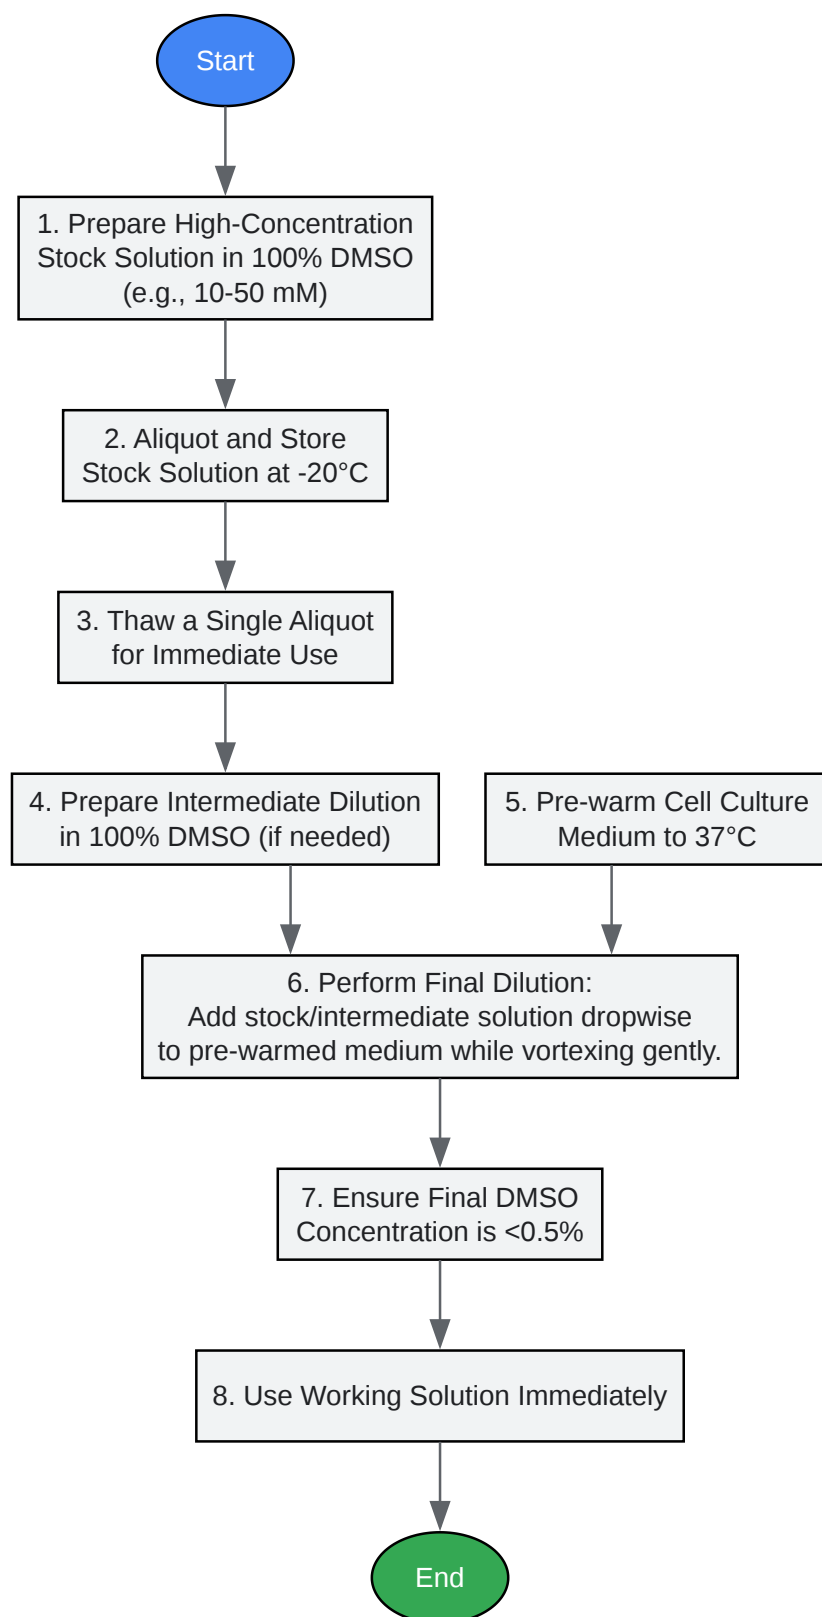 Start
1. Prepare High-Concentration
Stock Solution in 100% DMSO
(e.g., 10-50 mM)
2. Aliquot and Store
Stock Solution at -20°C
3. Thaw a Single Aliquot
for Immediate Use
4. Prepare Intermediate Dilution
in 100% DMSO (if needed)
5. Pre-warm Cell Culture
Medium to 37°C
6. Perform Final Dilution:
Add stock/intermediate solution dropwise
to pre-warmed medium while vortexing gently.
7. Ensure Final DMSO
Concentration is <0.5%
8. Use Working Solution Immediately
End